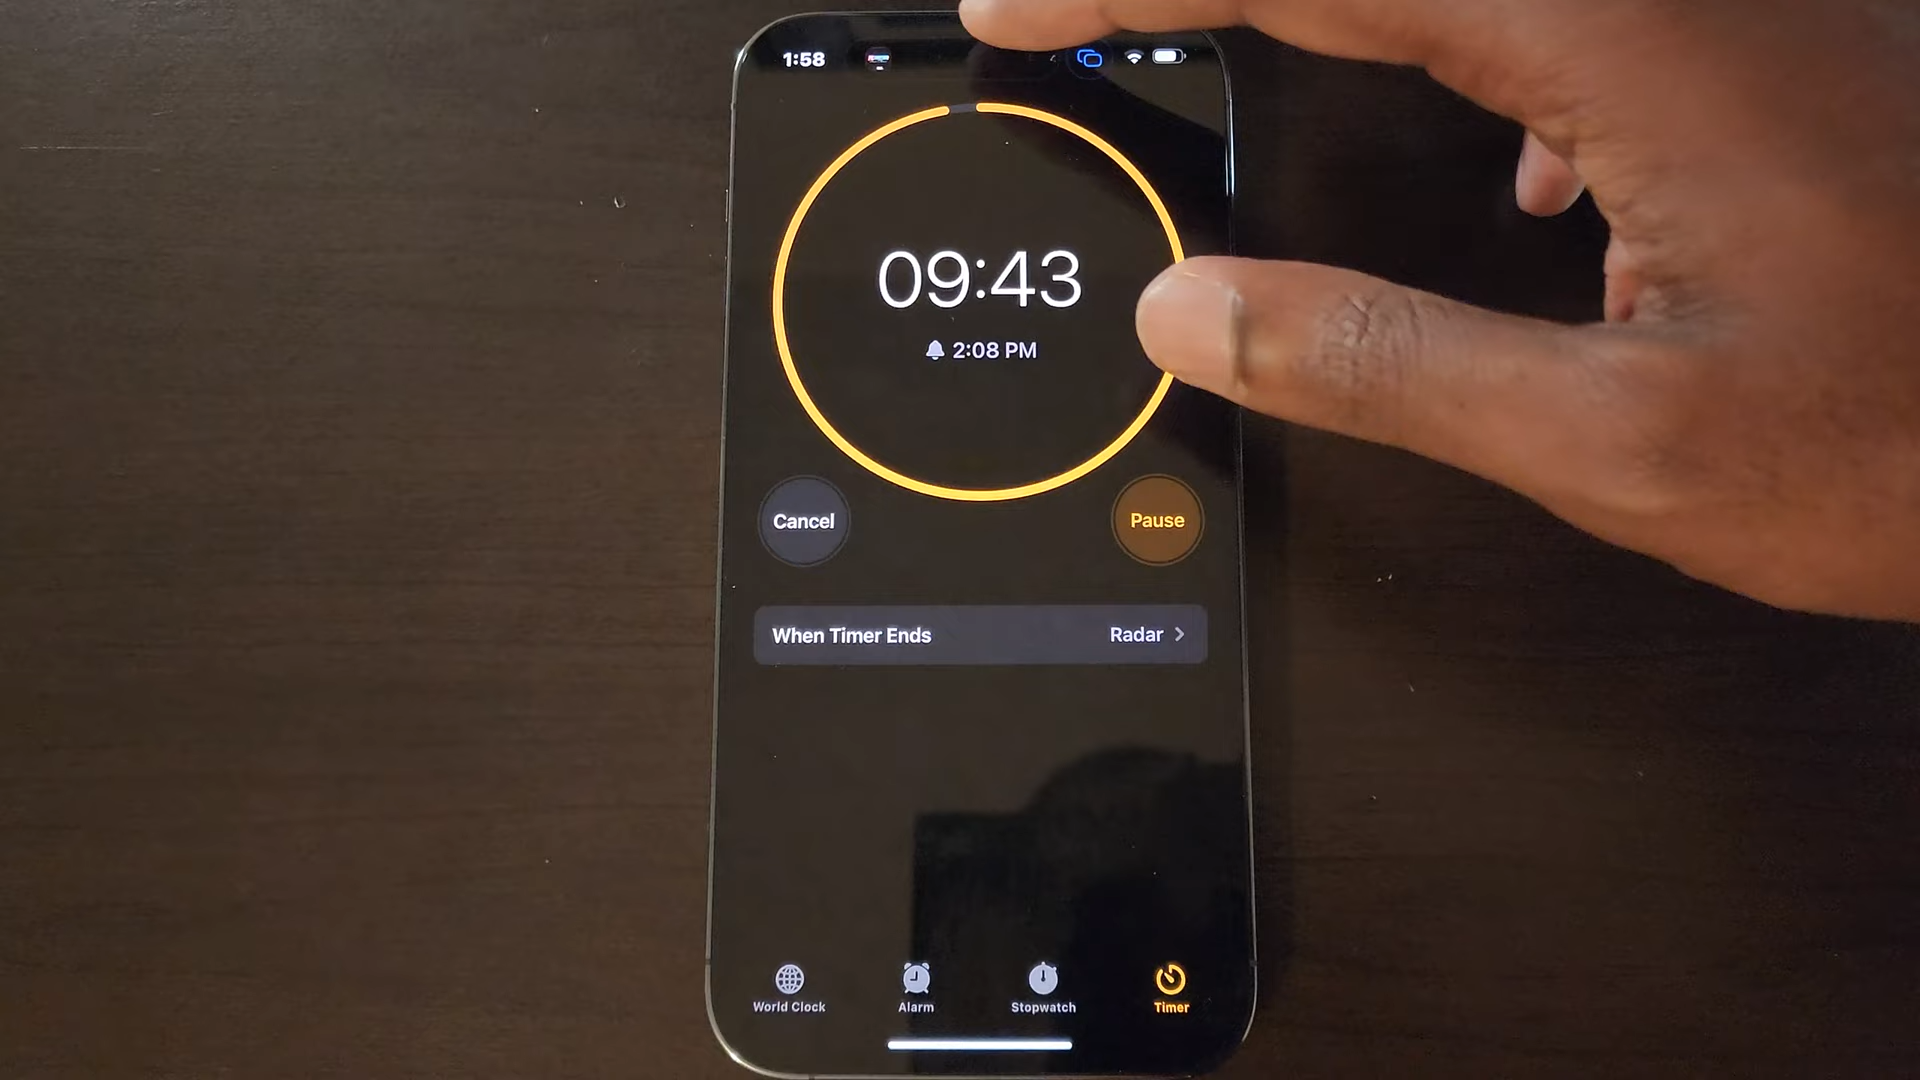 1:58
09:43
2:08 PM
Cancel
Pause
When Timer Ends
Radar
World Clock
Alarm
Stopwatch
Timer